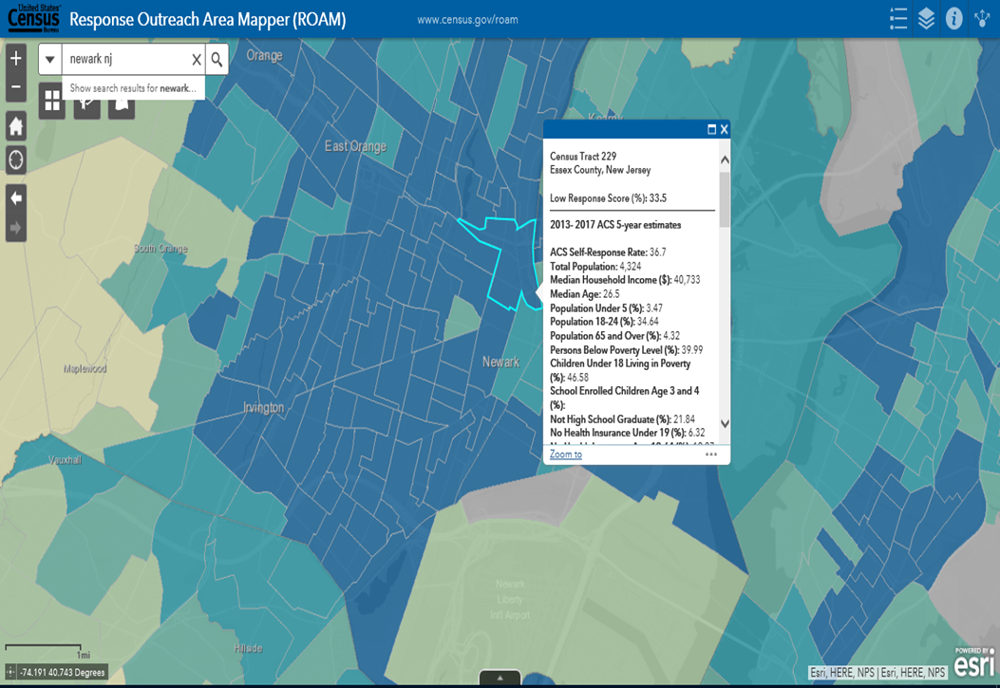 United States®
Census
Bureau
Response Outreach Area Mapper (ROAM)
www.census.gov/roam
newark nj
Show search results for newark...
Orange
Kearny
East Orange
South Orange
Maplewood
Newark
Irvington
Vauxhall
Newark
Liberty
Int'l Airport
Hillside
Census Tract 229
Essex County, New Jersey
Low Response Score (%): 33.5
2013- 2017 ACS 5-year estimates
ACS Self-Response Rate: 36.7
Total Population: 4,324
Median Household Income ($): 40,733
Median Age: 26.5
Population Under 5 (%): 3.47
Population 18-24 (%): 34.64
Population 65 and Over (%): 4.32
Persons Below Poverty Level (%): 39.99
Children Under 18 Living in Poverty
(%): 46.58
School Enrolled Children Age 3 and 4
(%):
Not High School Graduate (%): 21.84
No Health Insurance Under 19 (%): 6.32
Zoom to
1mi
-74.191 40.743 Degrees
Esri, HERE, NPS | Esri, HERE, NPS
POWERED BY
esri